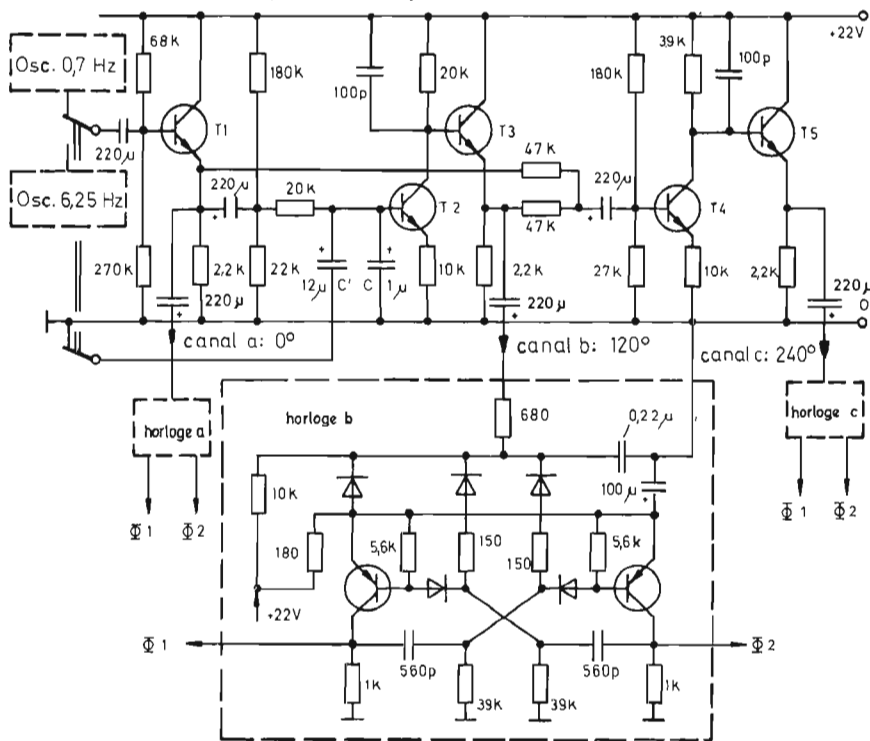 +22V
68k
39k
Osc. 0,7 Hz
180k
100p
20k
180k
100p
T1
T3
T5
220μ
47k
Osc. 6,25 Hz
220μ
20k
T2
47k
220μ
T4
270k
2,2k
22k
12μ
C'
C
1μ
10k
2,2k
27k
10k
2,2k
220μ
220μ
220μ
0
canal a: 0°
canal b: 120°
canal c: 240°
horloge a
horloge b
680
0,22μ
horloge c
10k
100μ
Φ1
Φ2
180
5,6k
150
150
5,6k
Φ1
Φ2
+22V
Φ1
Φ2
560p
560p
1k
39k
39k
1k